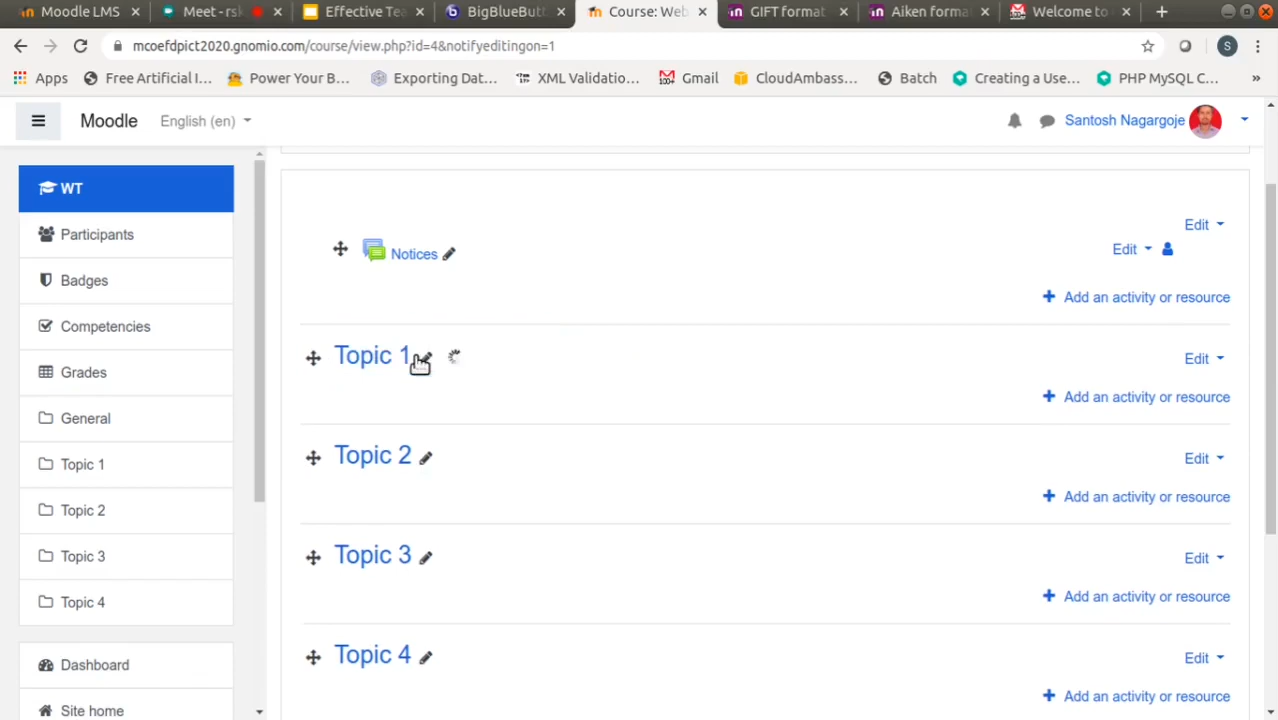 Moodle LMS
Meet - rsk
Effective Tea
BigBlueButt
Course: Web
GIFT format
Aiken forma
Welcome to
mcoefdpict2020.gnomio.com/course/view.php?id=4&notifyeditingon=1
S
Apps
Free Artificial I...
Power Your B...
Exporting Dat...
XML Validatio...
Gmail
CloudAmbass...
Batch
Creating a Use...
PHP MySQL C...
»
Moodle
English (en)
Santosh Nagargoje
WT
Participants
Badges
Competencies
Grades
General
Topic 1
Topic 2
Topic 3
Topic 4
Dashboard
Site home
Edit
Notices
Edit
Add an activity or resource
Topic 1
Edit
Add an activity or resource
Topic 2
Edit
Add an activity or resource
Topic 3
Edit
Add an activity or resource
Topic 4
Edit
Add an activity or resource